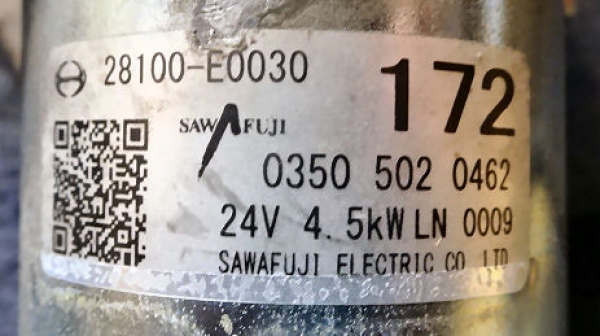 28100-E0030
172
SAWAFUJI
0350 502 0462
24V 4.5kW LN 0009
SAWAFUJI ELECTRIC CO. LTD